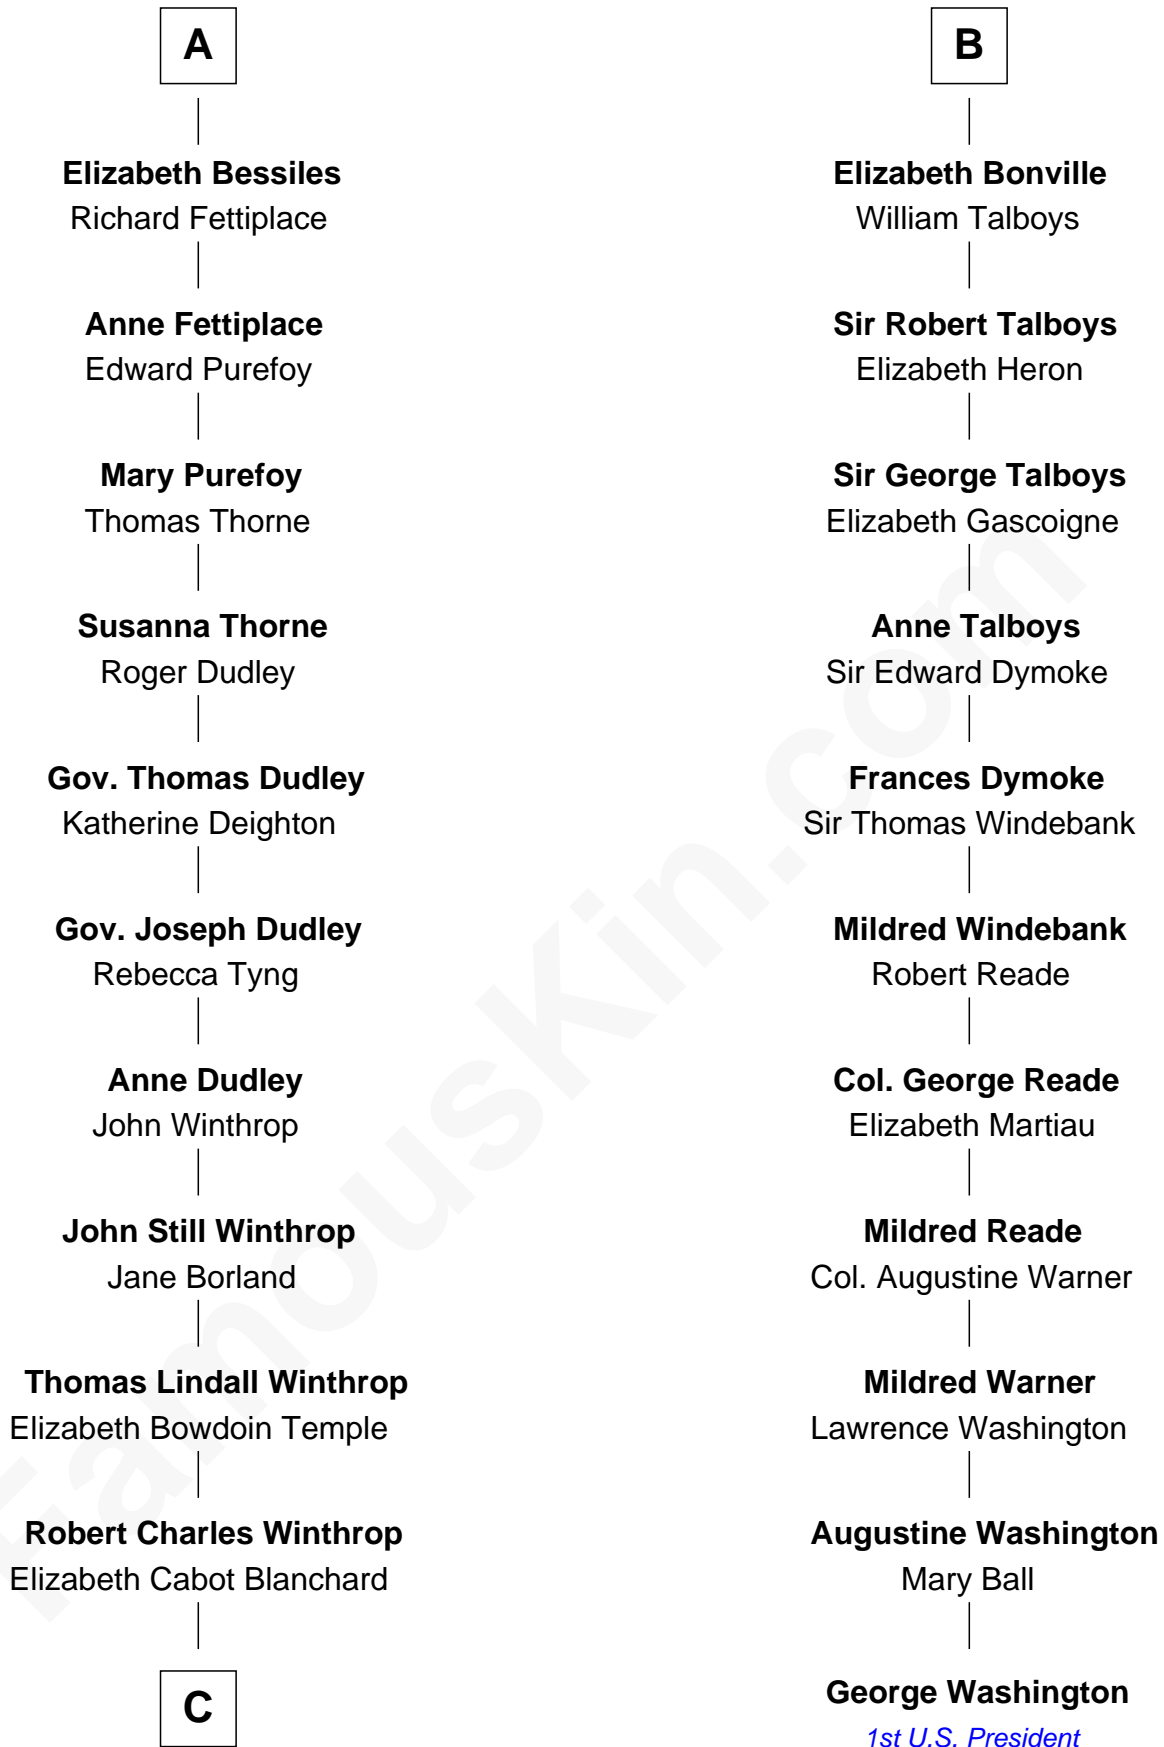 A
Elizabeth Bessiles
Richard Fettiplace
Anne Fettiplace
Edward Purefoy
Mary Purefoy
Thomas Thorne
Susanna Thorne
Roger Dudley
Gov. Thomas Dudley
Katherine Deighton
Gov. Joseph Dudley
Rebecca Tyng
Anne Dudley
John Winthrop
John Still Winthrop
Jane Borland
Thomas Lindall Winthrop
Elizabeth Bowdoin Temple
Robert Charles Winthrop
Elizabeth Cabot Blanchard
C
B
Elizabeth Bonville
William Talboys
Sir Robert Talboys
Elizabeth Heron
Sir George Talboys
Elizabeth Gascoigne
Anne Talboys
Sir Edward Dymoke
Frances Dymoke
Sir Thomas Windebank
Mildred Windebank
Robert Reade
Col. George Reade
Elizabeth Martiau
Mildred Reade
Col. Augustine Warner
Mildred Warner
Lawrence Washington
Augustine Washington
Mary Ball
George Washington
1st U.S. President
FamousKin.com